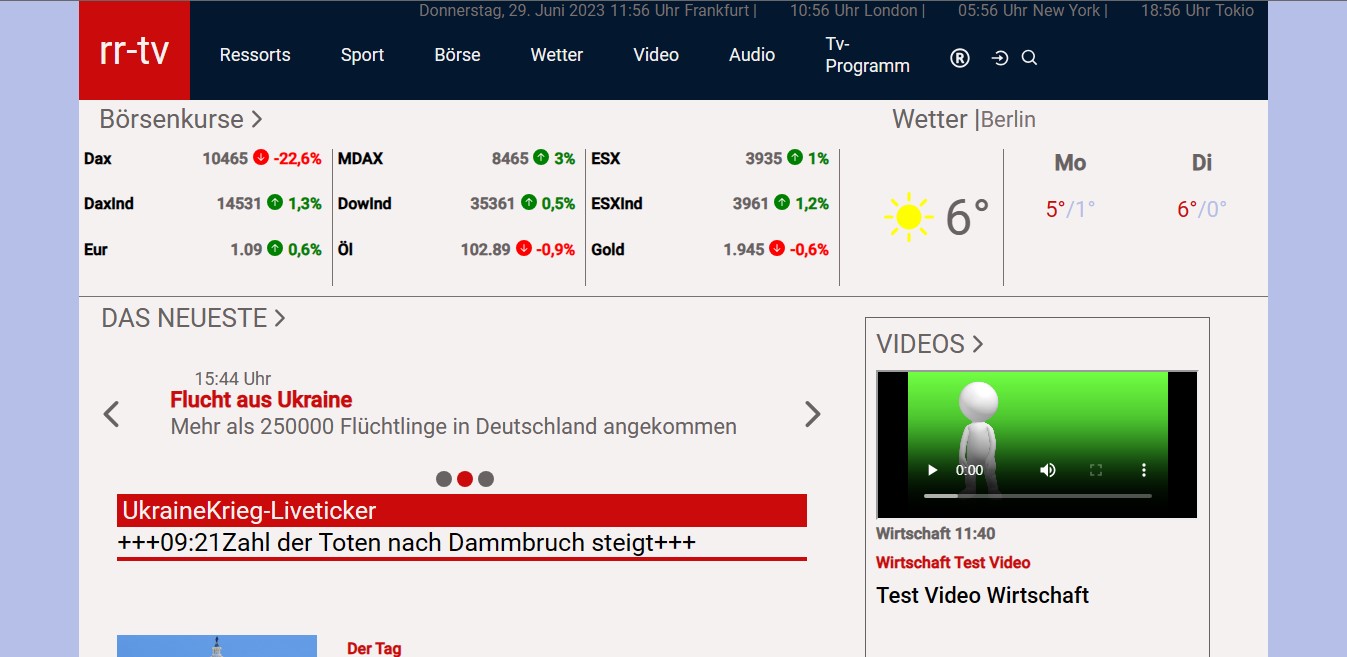 Donnerstag, 29. Juni 2023 11:56 Uhr Frankfurt | 10:56 Uhr London | 05:56 Uhr New York | 18:56 Uhr Tokio
rr-tv
Ressorts Sport Börse Wetter Video Audio Tv-
Programm
®
Börsenkurse
Dax 10465 -22,6% MDAX 8465 3% ESX 3935 1%
DaxInd 14531 1,3% DowInd 35361 0,5% ESXInd 3961 1,2%
Eur 1.09 0,6% Öl 102.89 -0,9% Gold 1.945 -0,6%
Wetter |Berlin
6°
Mo Di
5°/1° 6°/0°
DAS NEUESTE
15:44 Uhr
Flucht aus Ukraine
Mehr als 250000 Flüchtlinge in Deutschland angekommen
UkraineKrieg-Liveticker
+++09:21Zahl der Toten nach Dammbruch steigt+++
Der Tag
VIDEOS
0:00
Wirtschaft 11:40
Wirtschaft Test Video
Test Video Wirtschaft